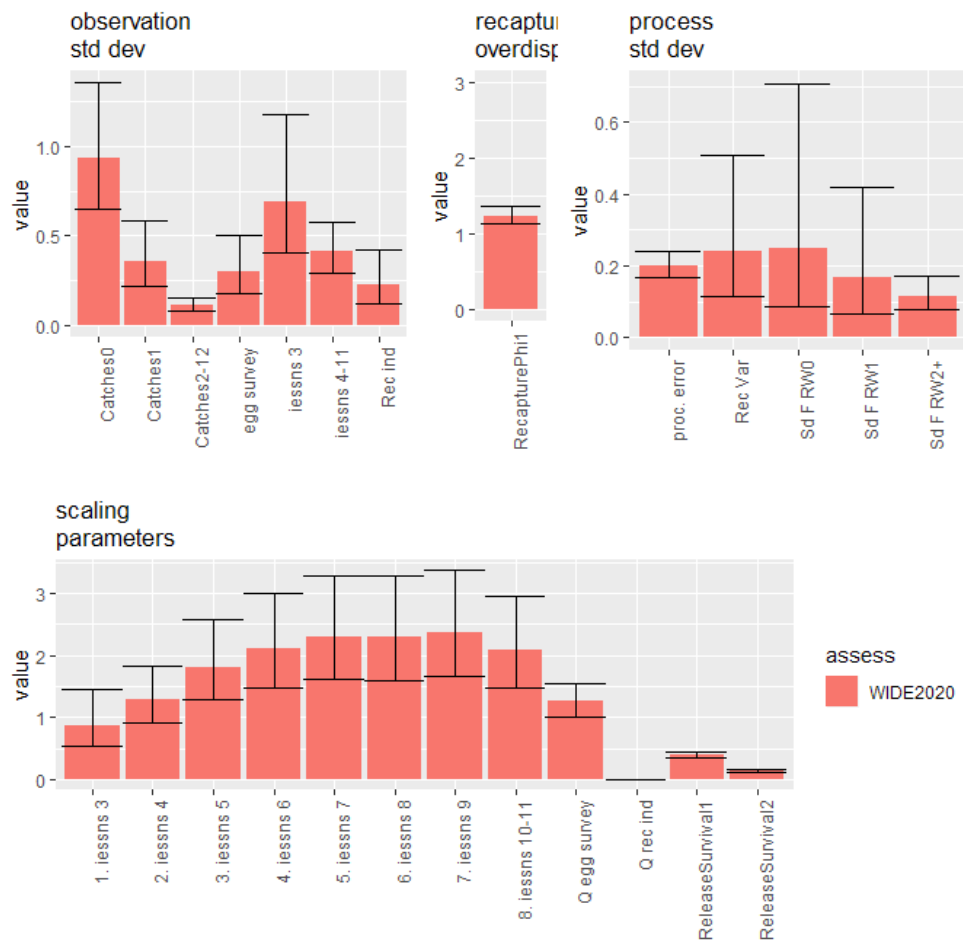 observation
std dev
value
1.0
0.5
0.0
Catches0
Catches1
Catches2-12
egg survey
iessns 3
iessns 4-11
Rec ind
recaptur
overdisp
value
3
2
1
0
RecapturePhi1
process
std dev
value
0.6
0.4
0.2
0.0
proc. error
Rec Var
Sd F RW0
Sd F RW1
Sd F RW2+
scaling
parameters
value
3
2
1
0
1. iessns 3
2. iessns 4
3. iessns 5
4. iessns 6
5. iessns 7
6. iessns 8
7. iessns 9
8. iessns 10-11
Q egg survey
Q rec ind
ReleaseSurvival1
ReleaseSurvival2
assess
WIDE2020